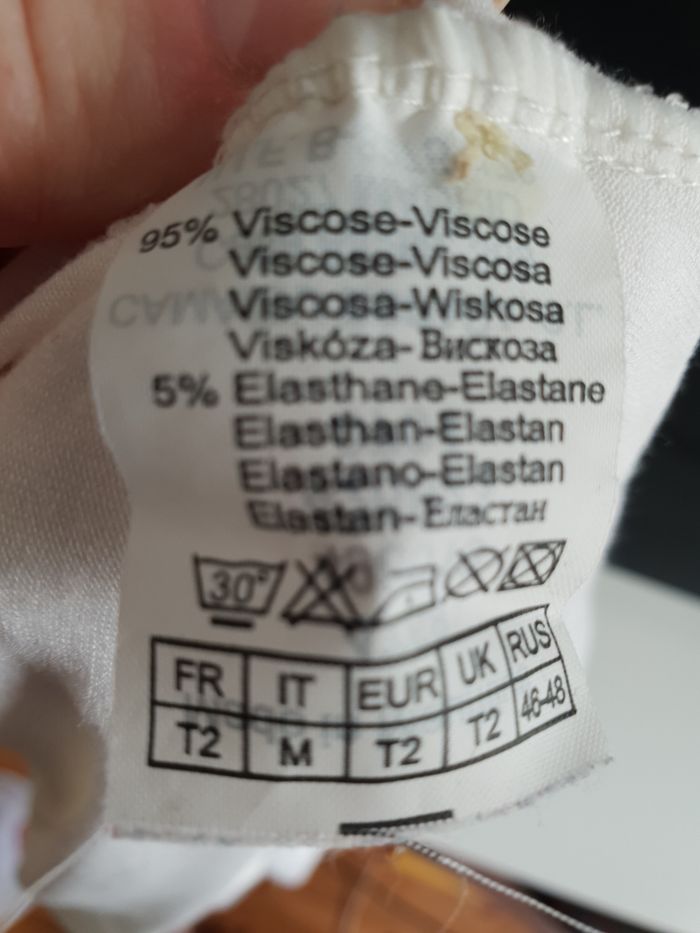 95% Viscose-Viscose
Viscose-Viscosa
Viscosa-Wiskosa
Viskóza-Вискоза
5% Elasthane-Elastane
Elasthan-Elastan
Elastano-Elastan
Elastan-Еластан
30°
FR IT EUR UK RUS
T2 M T2 T2 46-48